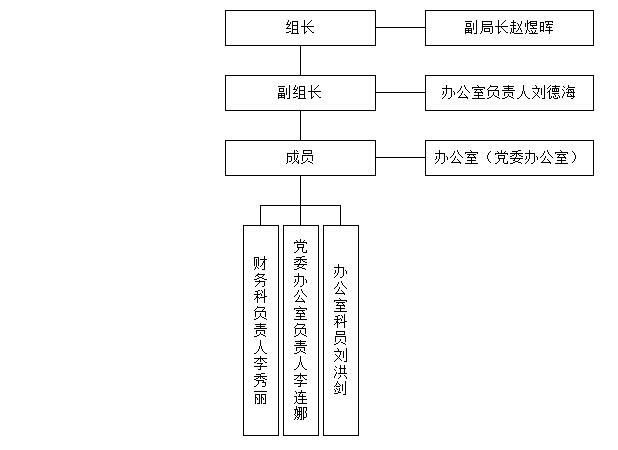 组长
副局长赵煜晖
副组长
办公室负责人刘德海
成员
办公室（党委办公室）
财务科负责人李秀丽
党委办公室负责人李连娜
办公室科员刘洪剑